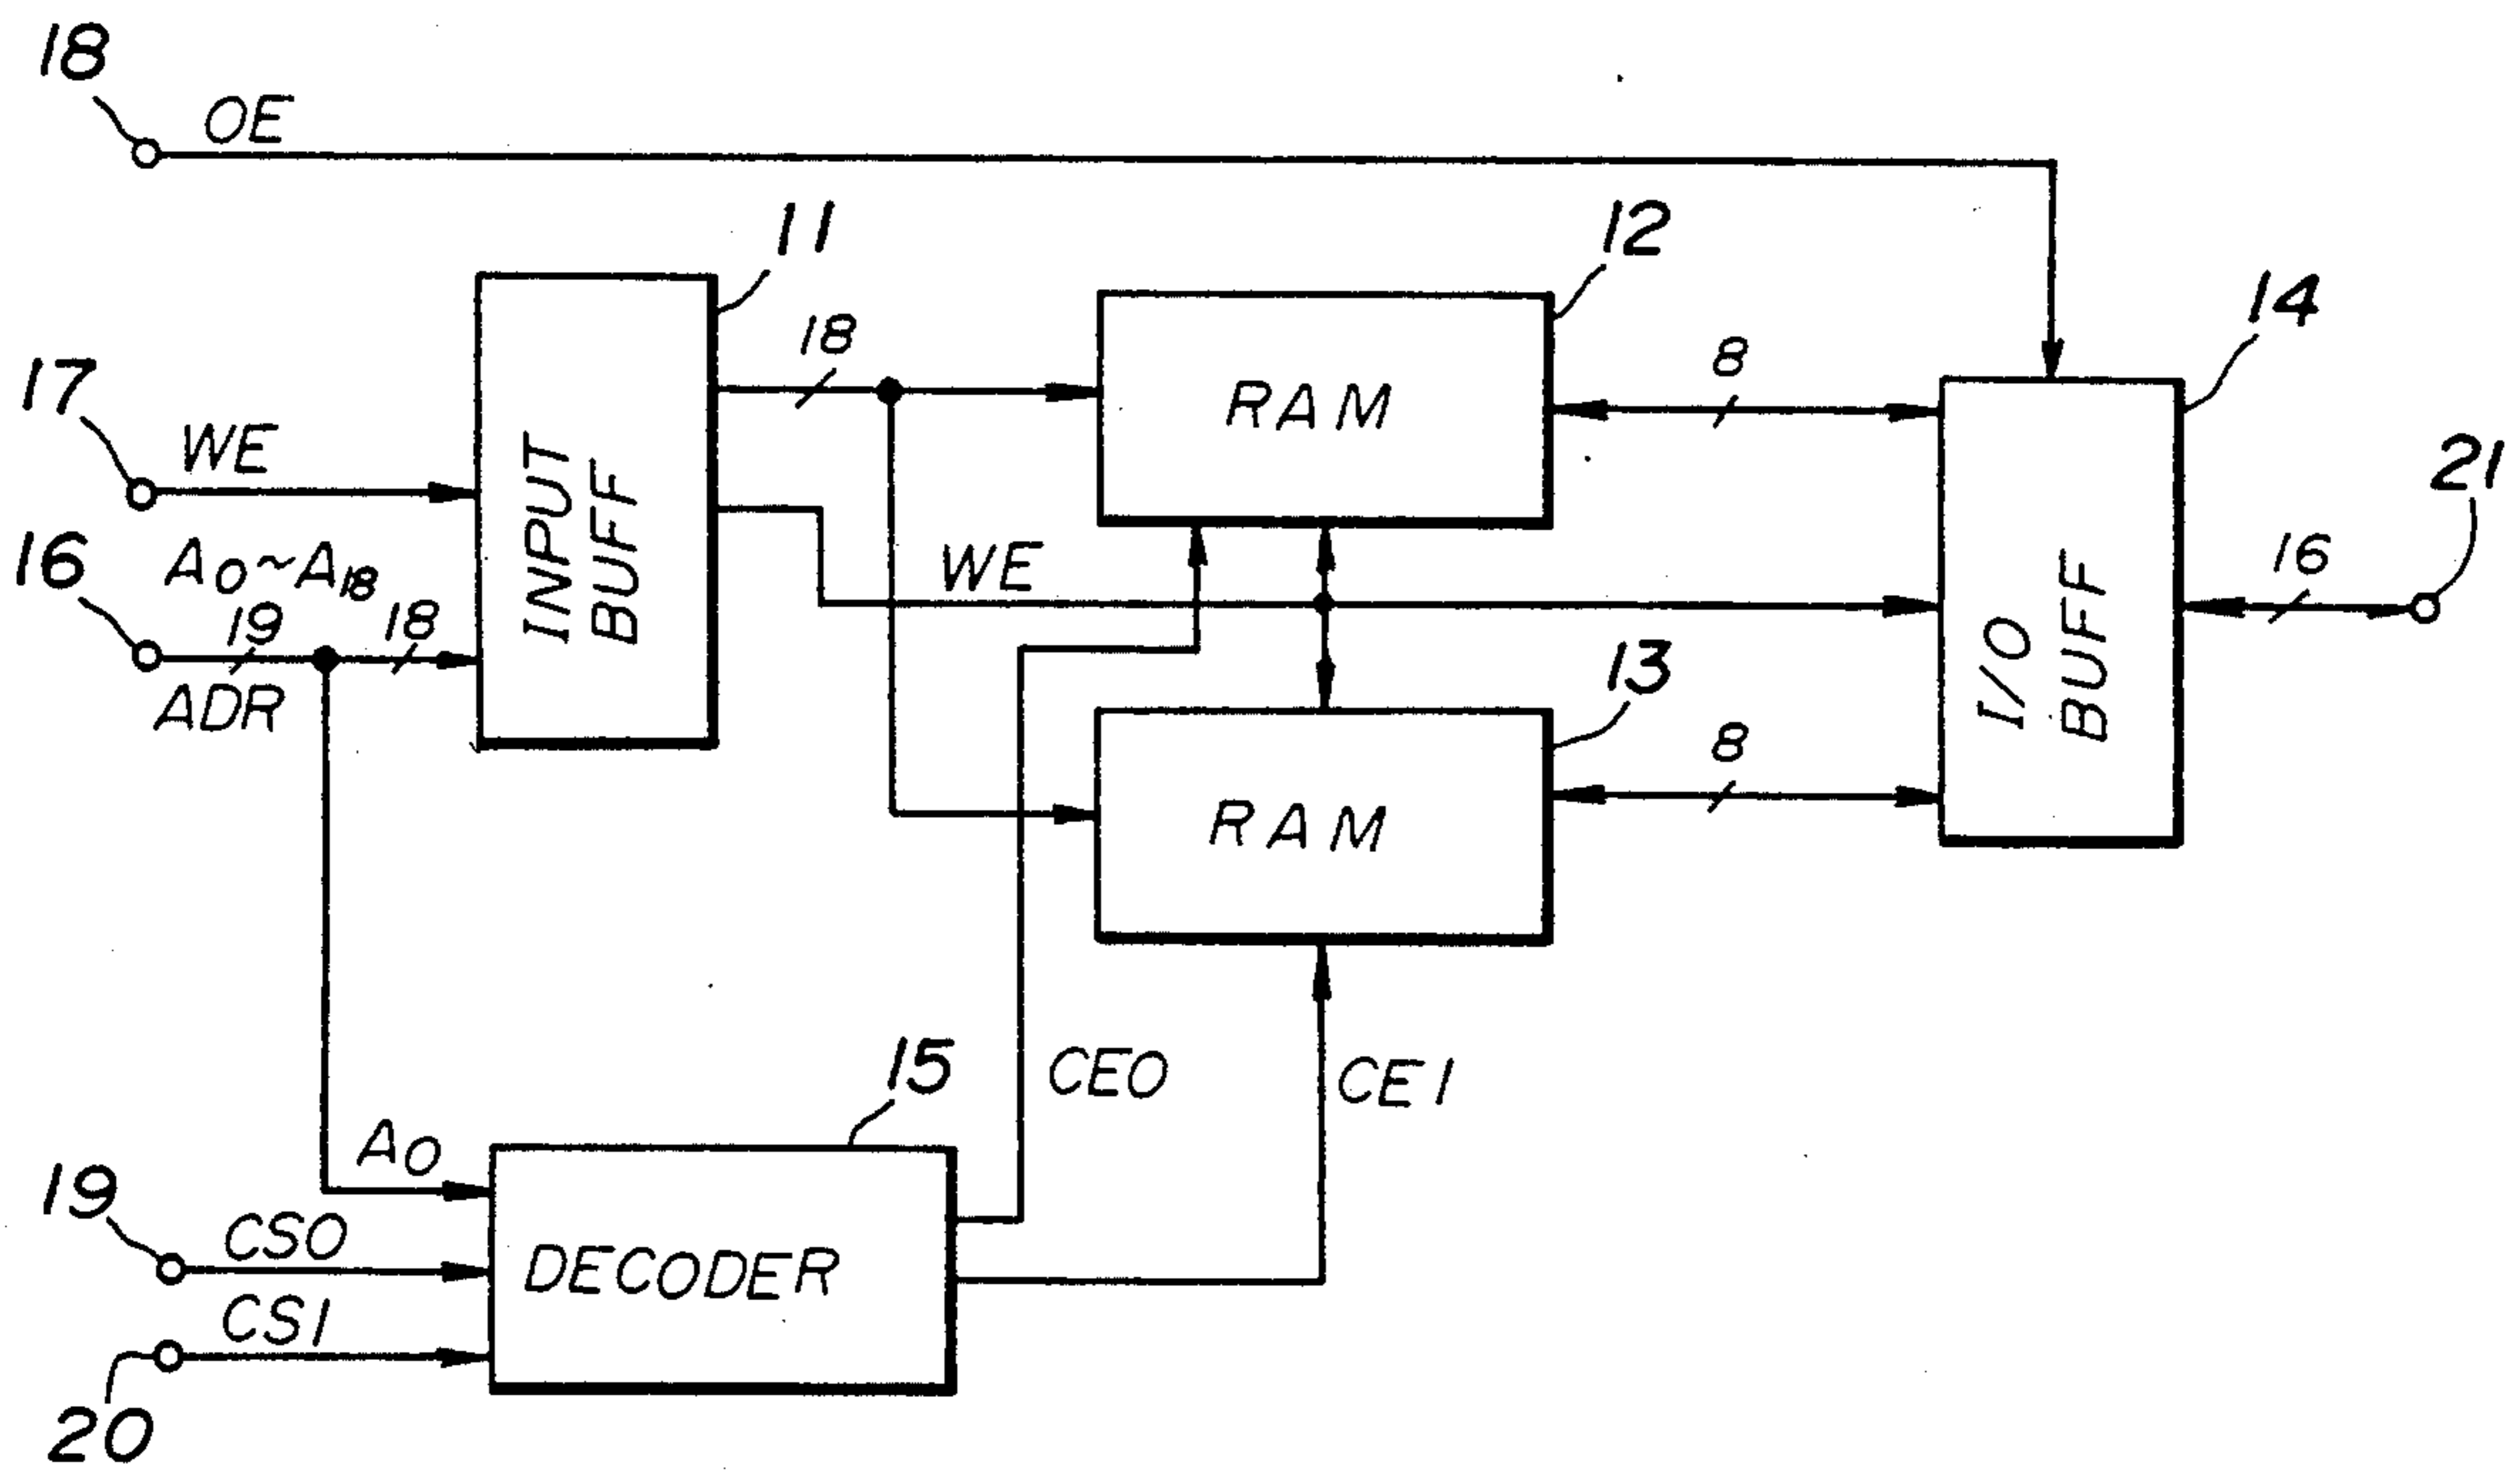 18
OE
11
12
14
18
17
WE
RAM
8
21
INPUT
BUFF
16
A0~A18
19
18
ADR
WE
16
I/O
BUFF
13
RAM
8
15
CE0
CE1
A0
19
CS0
DECODER
CS1
20